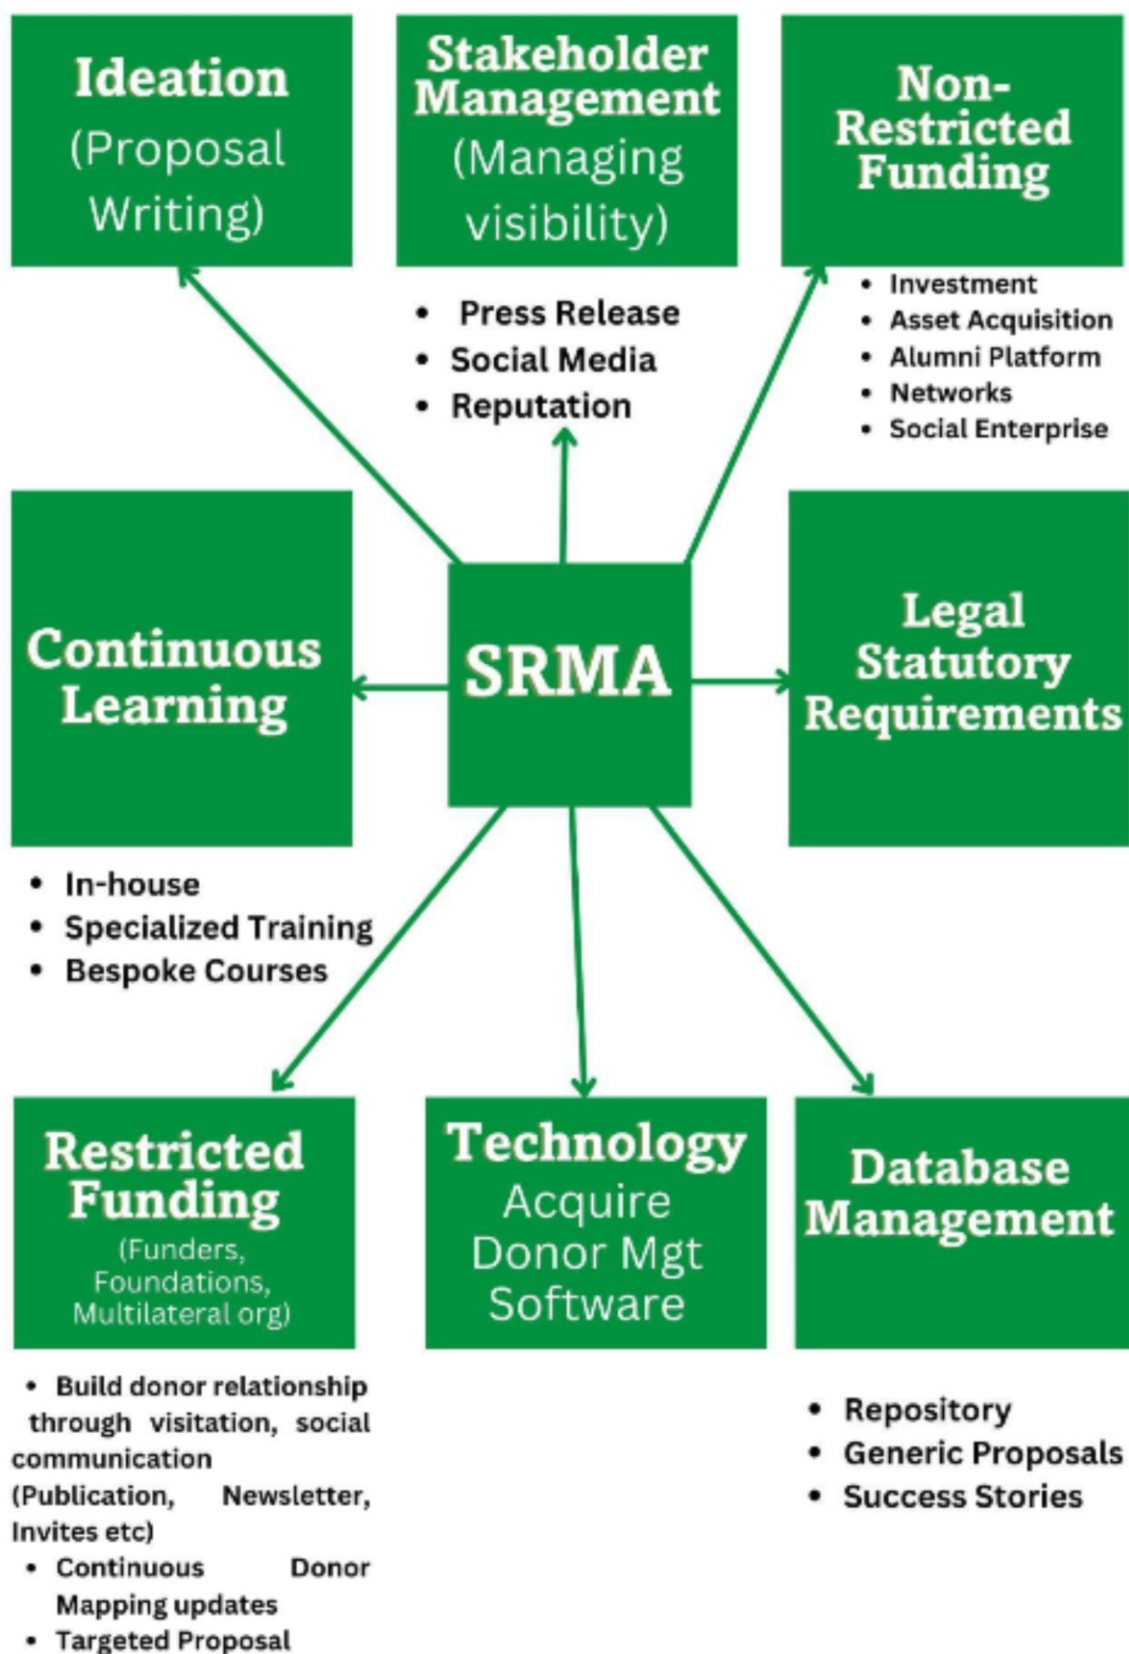 Ideation
(Proposal
Writing)
Stakeholder
Management
(Managing
visibility)
• Press Release
• Social Media
• Reputation
Non-
Restricted
Funding
• Investment
• Asset Acquisition
• Alumni Platform
• Networks
• Social Enterprise
Continuous
Learning
• In-house
• Specialized Training
• Bespoke Courses
SRMA
Legal
Statutory
Requirements
Restricted
Funding
(Funders,
Foundations,
Multilateral org)
• Build donor relationship
through visitation, social
communication
(Publication, Newsletter,
Invites etc)
• Continuous Donor
Mapping updates
• Targeted Proposal
Technology
Acquire
Donor Mgt
Software
Database
Management
• Repository
• Generic Proposals
• Success Stories